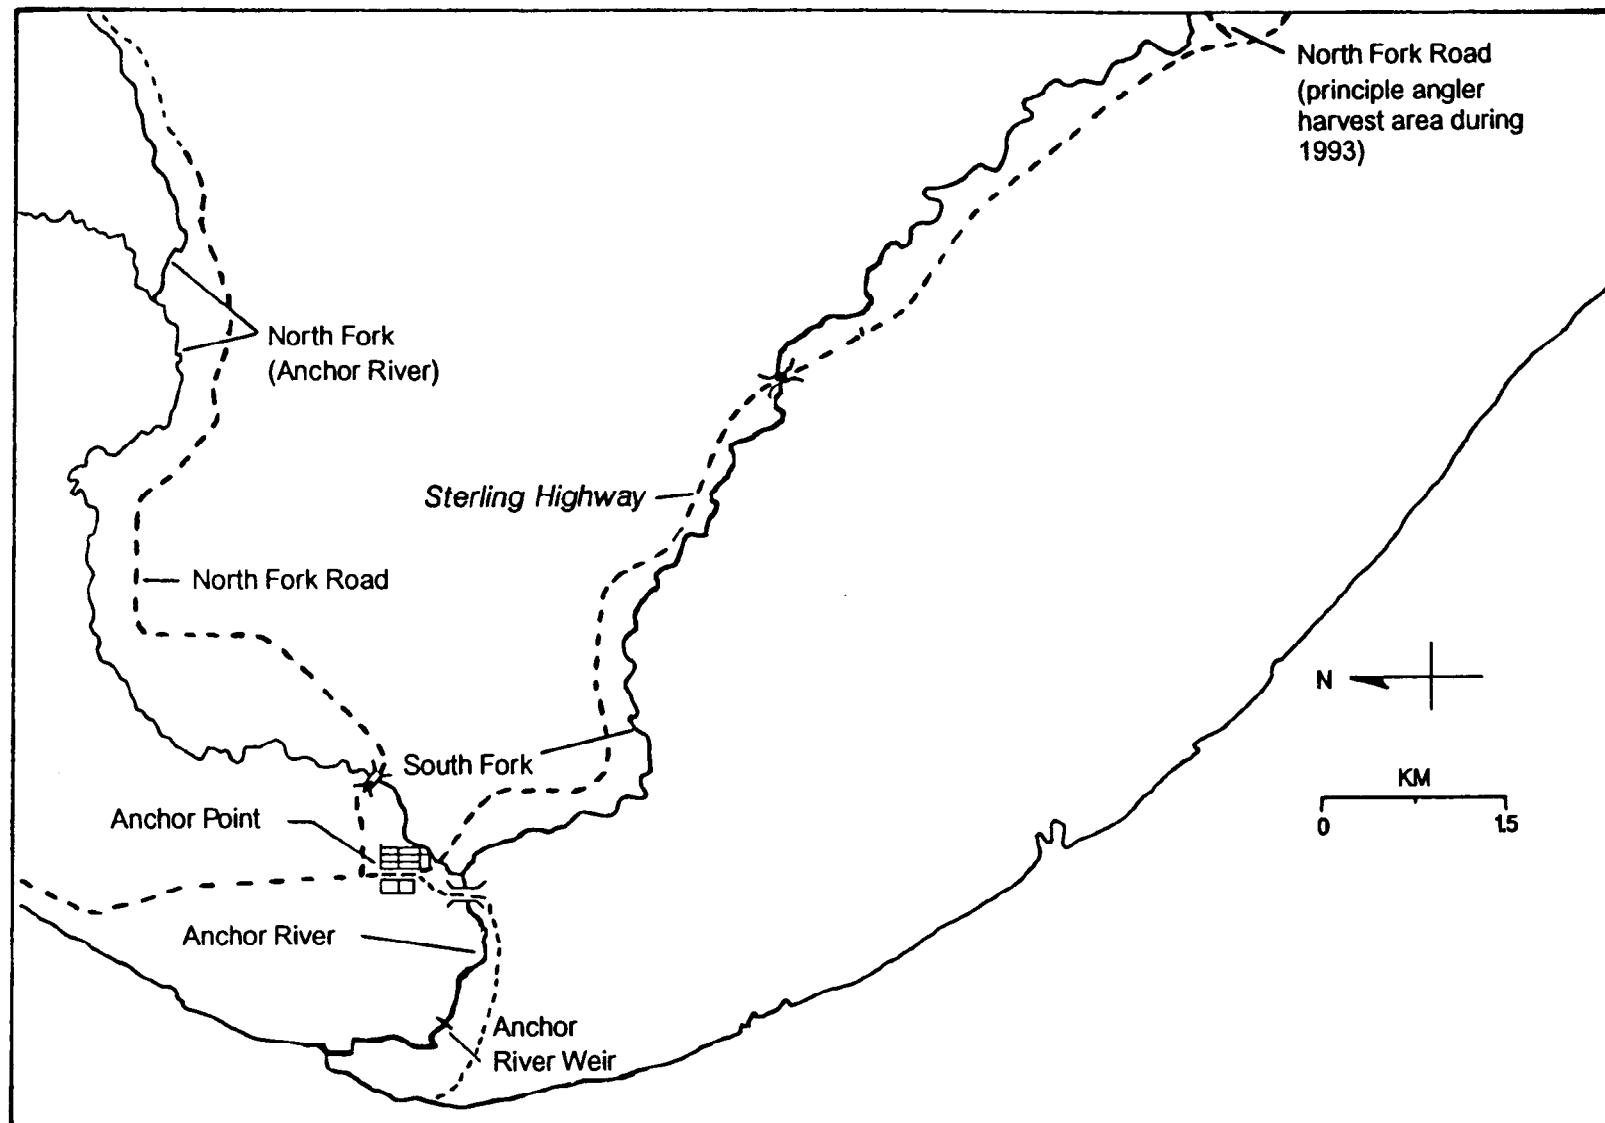 North Fork Road
(principle angler
harvest area during
1993)
North Fork
(Anchor River)
Sterling Highway
North Fork Road
N
South Fork
KM
0 1.5
Anchor Point
Anchor River
Anchor
River Weir